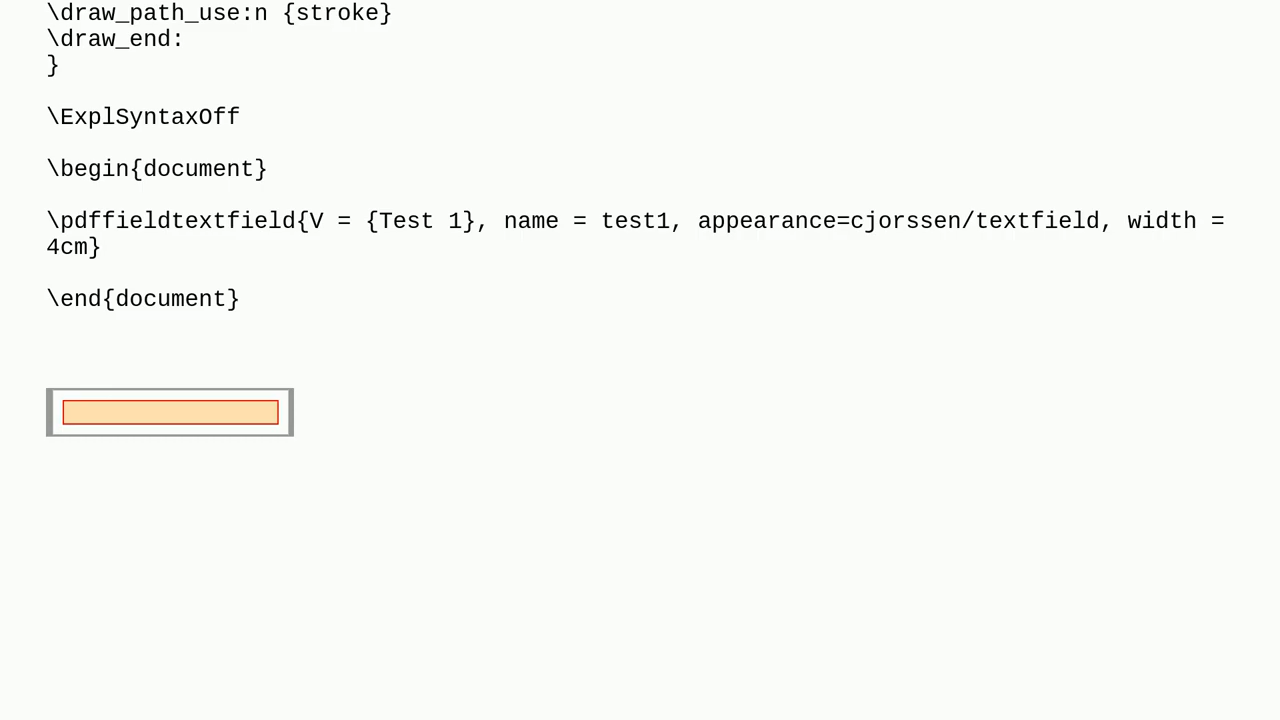 \draw_path_use:n {stroke}
\draw_end:
}
\ExplSyntaxOff
\begin{document}
\pdffieldtextfield{V = {Test 1}, name = test1, appearance=cjorssen/textfield, width =
4cm}
\end{document}